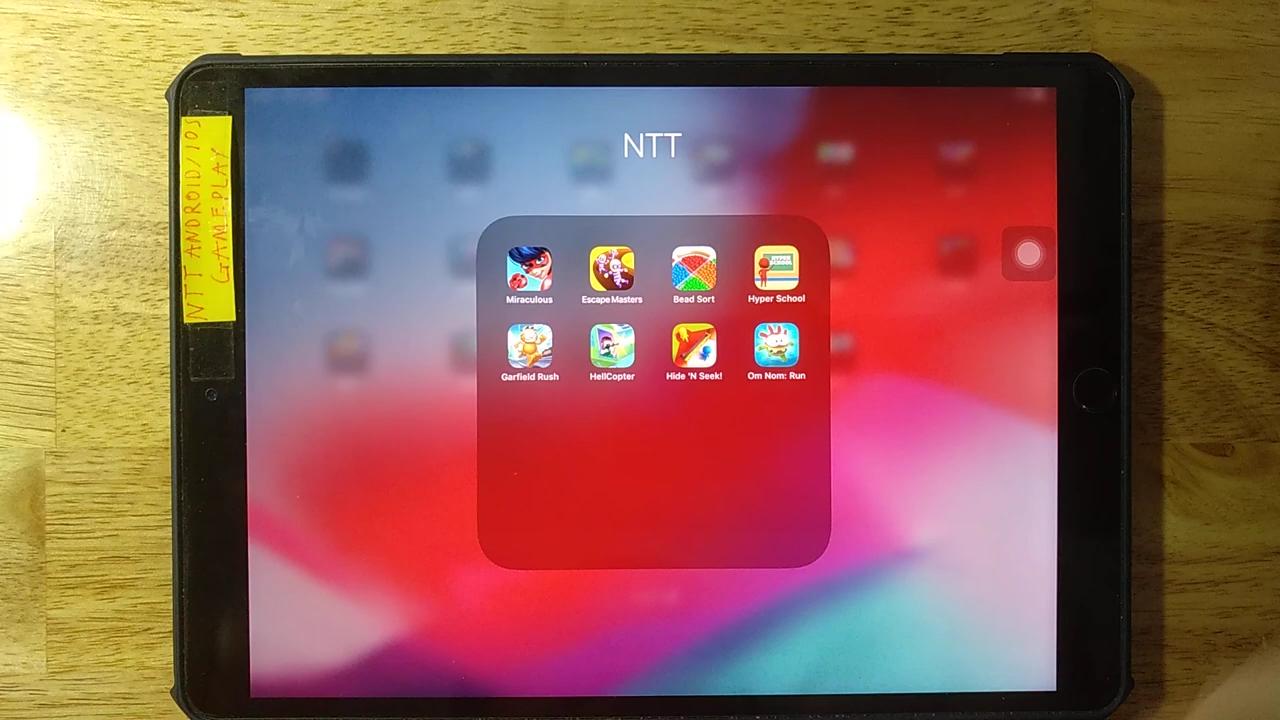 NTT ANDROID/IOS
GAMEPLAY
NTT
Miraculous
Escape Masters
Bead Sort
Hyper School
Garfield Rush
HellCopter
Hide 'N Seek!
Om Nom: Run